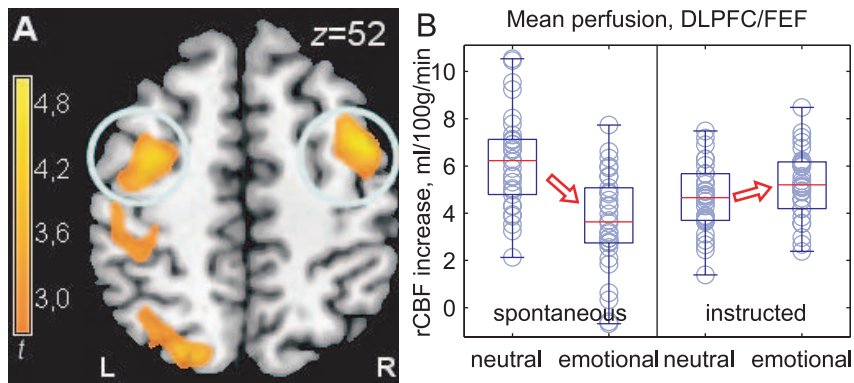 A
z=52
4,8
4,2
3,6
3,0
t
L
R
B
Mean perfusion, DLPFC/FEF
rCBF increase, ml/100g/min
10
8
6
4
2
0
spontaneous
instructed
neutral
emotional
neutral
emotional